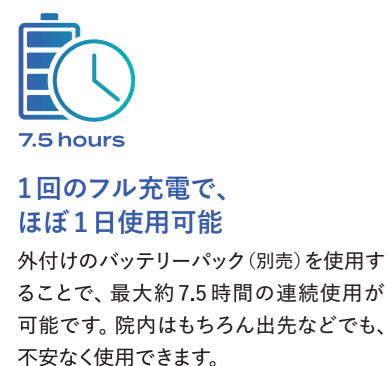 7.5 hours
1回のフル充電で、
ほぼ1日使用可能
外付けのバッテリーパック（別売）を使用す
ることで、最大約7.5時間の連続使用が
可能です。院内はもちろん出先などでも、
不安なく使用できます。